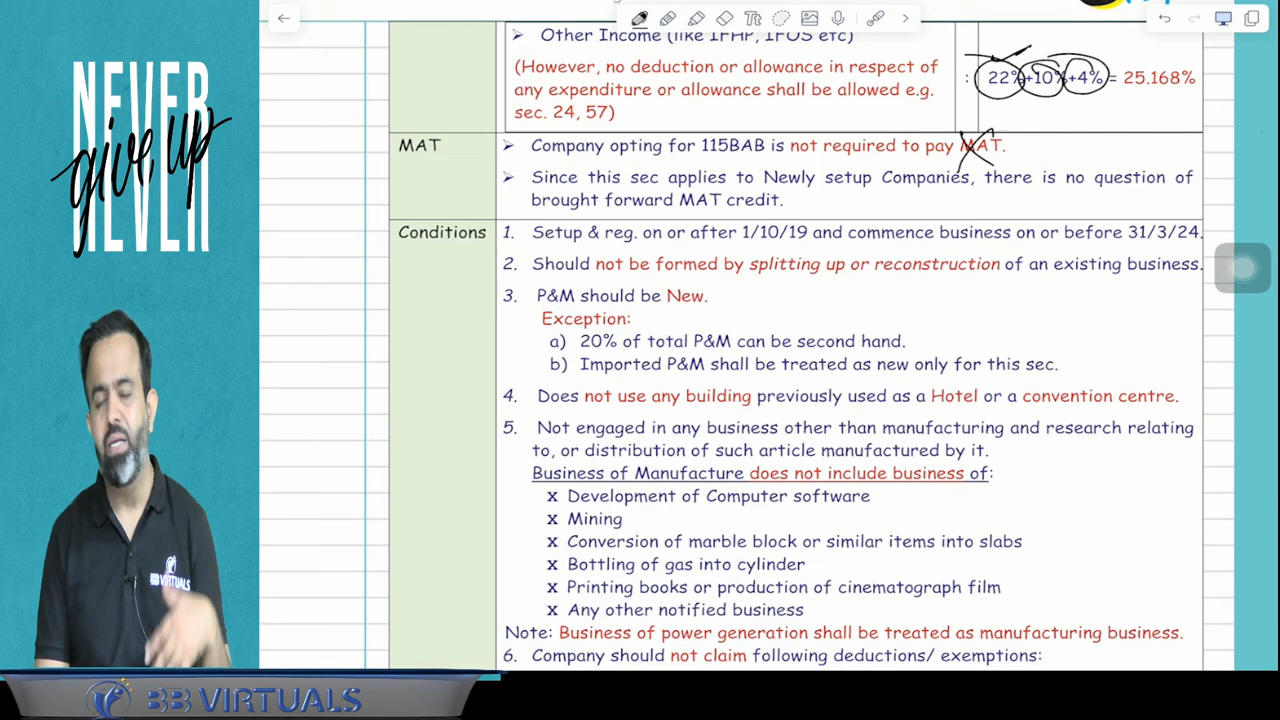 NEVER
give up
NEVER
Other Income (like IFHP, IFOS etc)
(However, no deduction or allowance in respect of
any expenditure or allowance shall be allowed e.g.
sec. 24, 57)
: 22%+10%+4% = 25.168%
MAT
➢ Company opting for 115BAB is not required to pay MAT.
➢ Since this sec applies to Newly setup Companies, there is no question of
brought forward MAT credit.
Conditions
1. Setup & reg. on or after 1/10/19 and commence business on or before 31/3/24.
2. Should not be formed by splitting up or reconstruction of an existing business.
3. P&M should be New.
Exception:
a) 20% of total P&M can be second hand.
b) Imported P&M shall be treated as new only for this sec.
4. Does not use any building previously used as a Hotel or a convention centre.
5. Not engaged in any business other than manufacturing and research relating
to, or distribution of such article manufactured by it.
Business of Manufacture does not include business of:
x Development of Computer software
x Mining
x Conversion of marble block or similar items into slabs
x Bottling of gas into cylinder
x Printing books or production of cinematograph film
x Any other notified business
Note: Business of power generation shall be treated as manufacturing business.
6. Company should not claim following deductions/ exemptions:
BB VIRTUALS
BB VIRTUALS